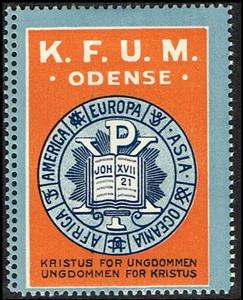 K. F. U. M.
· ODENSE ·
EUROPA
ASIA
OCEANIA
AFRICA
AMERICA
JOH XVII
21
KRISTUS FOR UNGDOMMEN
UNGDOMMEN FOR KRISTUS